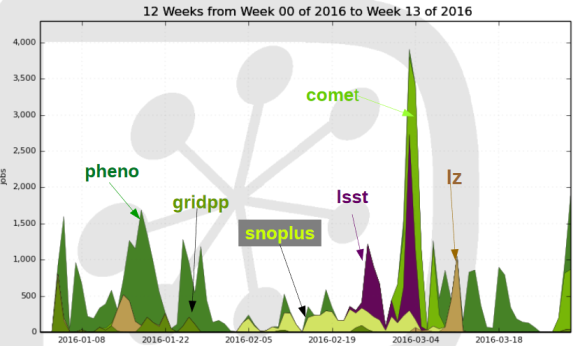 12 Weeks from Week 00 of 2016 to Week 13 of 2016
4,000
3,500
3,000
2,500
2,000
1,500
1,000
500
0
jobs
comet
pheno
gridpp
lsst
lz
snoplus
2016-01-08 2016-01-22 2016-02-05 2016-02-19 2016-03-04 2016-03-18